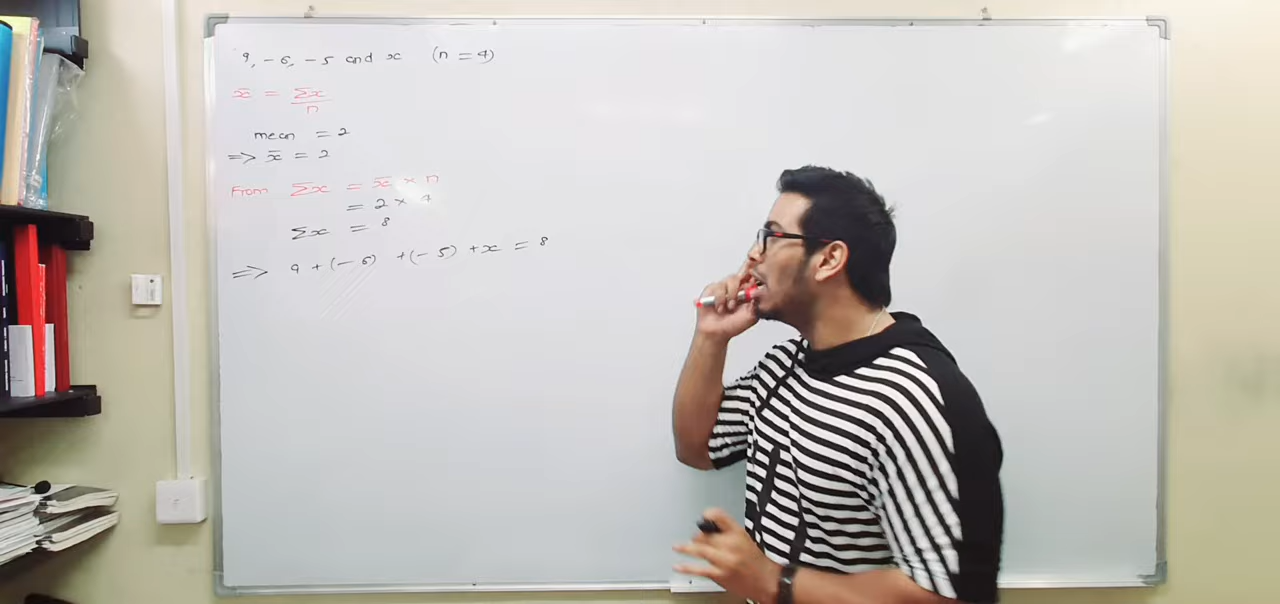 9, -6, -5 and x (n = 4)
x̄ = Σx/n
mean = 2
=> x̄ = 2
From Σx = x̄ × n
= 2 × 4
Σx = 8
=> 9 + (-6) + (-5) + x = 8